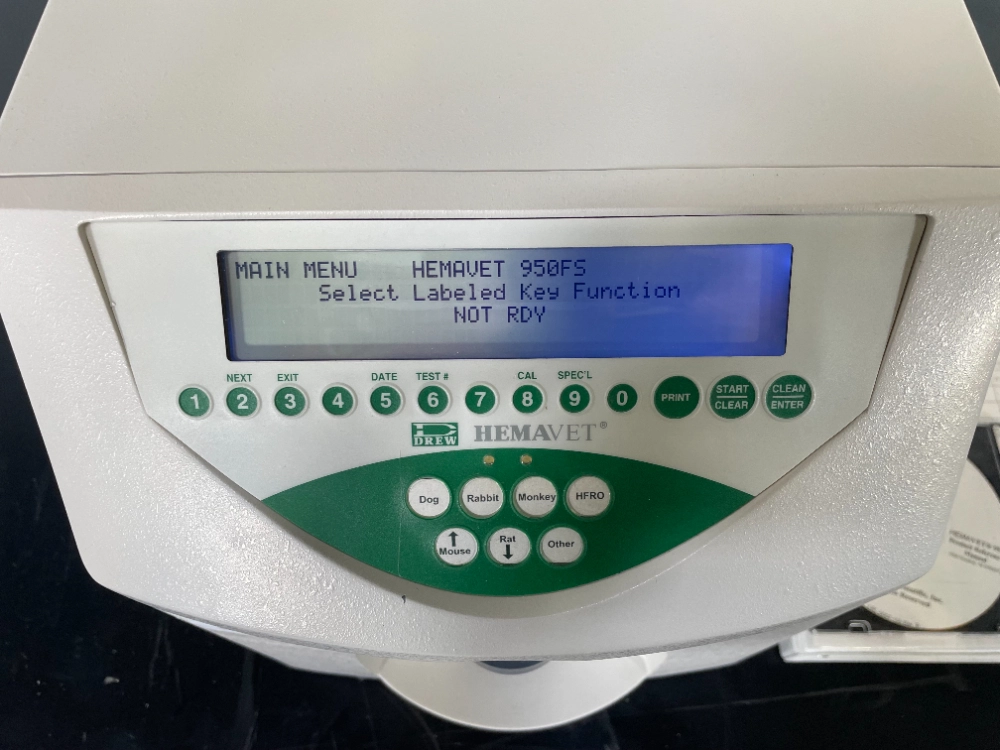 MAIN MENU HEMAVET 950FS
Select Labeled Key Function
NOT RDY
NEXT EXIT DATE TEST # CAL SPEC'L
1 2 3 4 5 6 7 8 9 0 PRINT START CLEAR CLEAN ENTER
DREW HEMAVET®
Dog Rabbit Monkey HFRO
↑ Mouse Rat ↓ Other